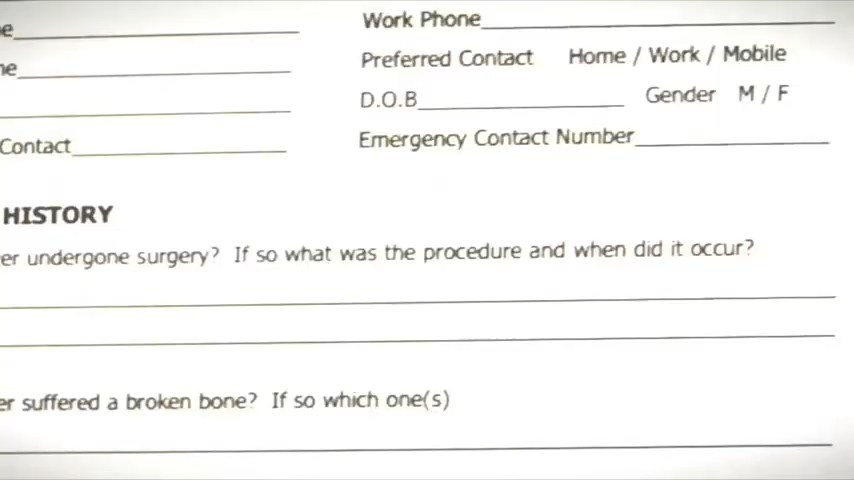 e Work Phone
ne Preferred Contact Home / Work / Mobile
D.O.B Gender M / F
Contact Emergency Contact Number
HISTORY
er undergone surgery? If so what was the procedure and when did it occur?
er suffered a broken bone? If so which one(s)